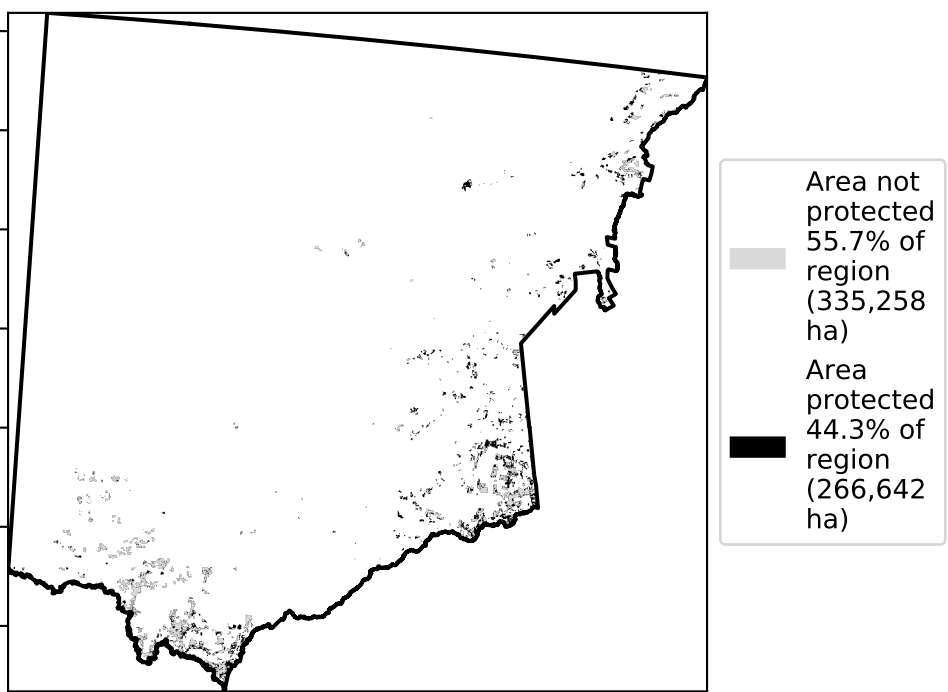 Area not
protected
55.7% of
region
(335,258
ha)
Area
protected
44.3% of
region
(266,642
ha)